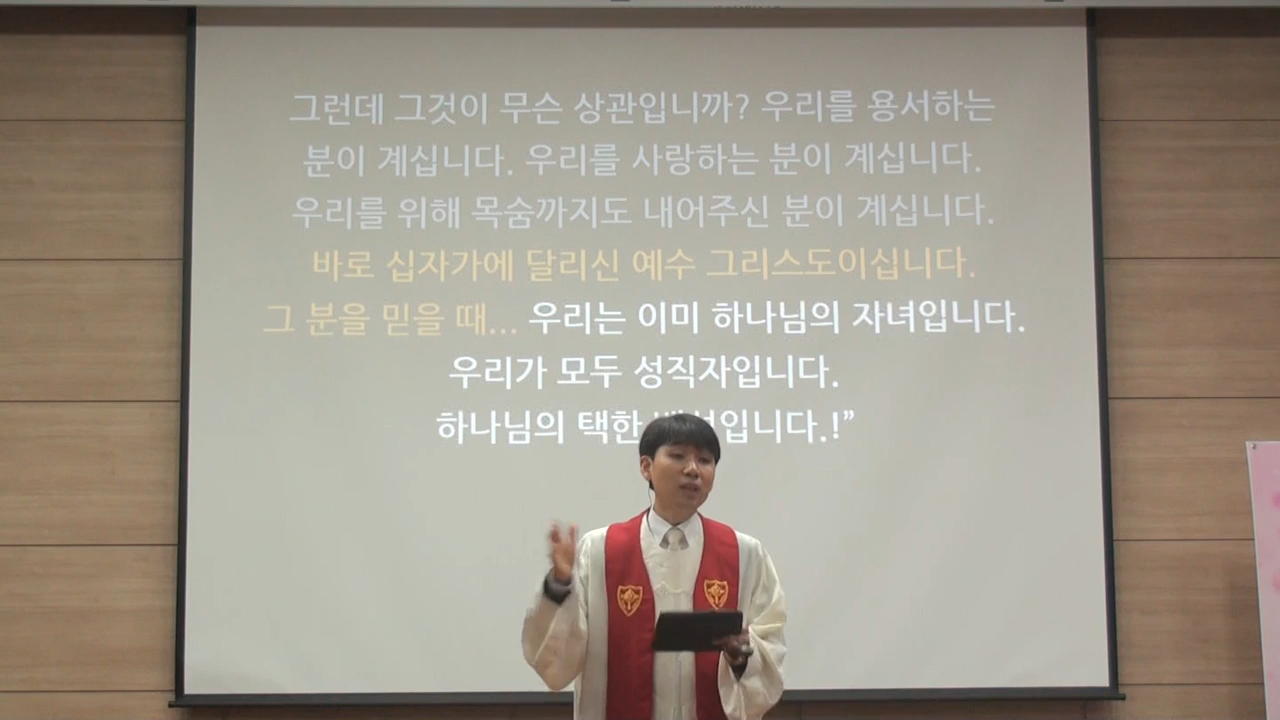 그런데 그것이 무슨 상관입니까? 우리를 용서하는
분이 계십니다. 우리를 사랑하는 분이 계십니다.
우리를 위해 목숨까지도 내어주신 분이 계십니다.
바로 십자가에 달리신 예수 그리스도이십니다.
그 분을 믿을 때... 우리는 이미 하나님의 자녀입니다.
우리가 모두 성직자입니다.
하나님의 택한 입니다.!”